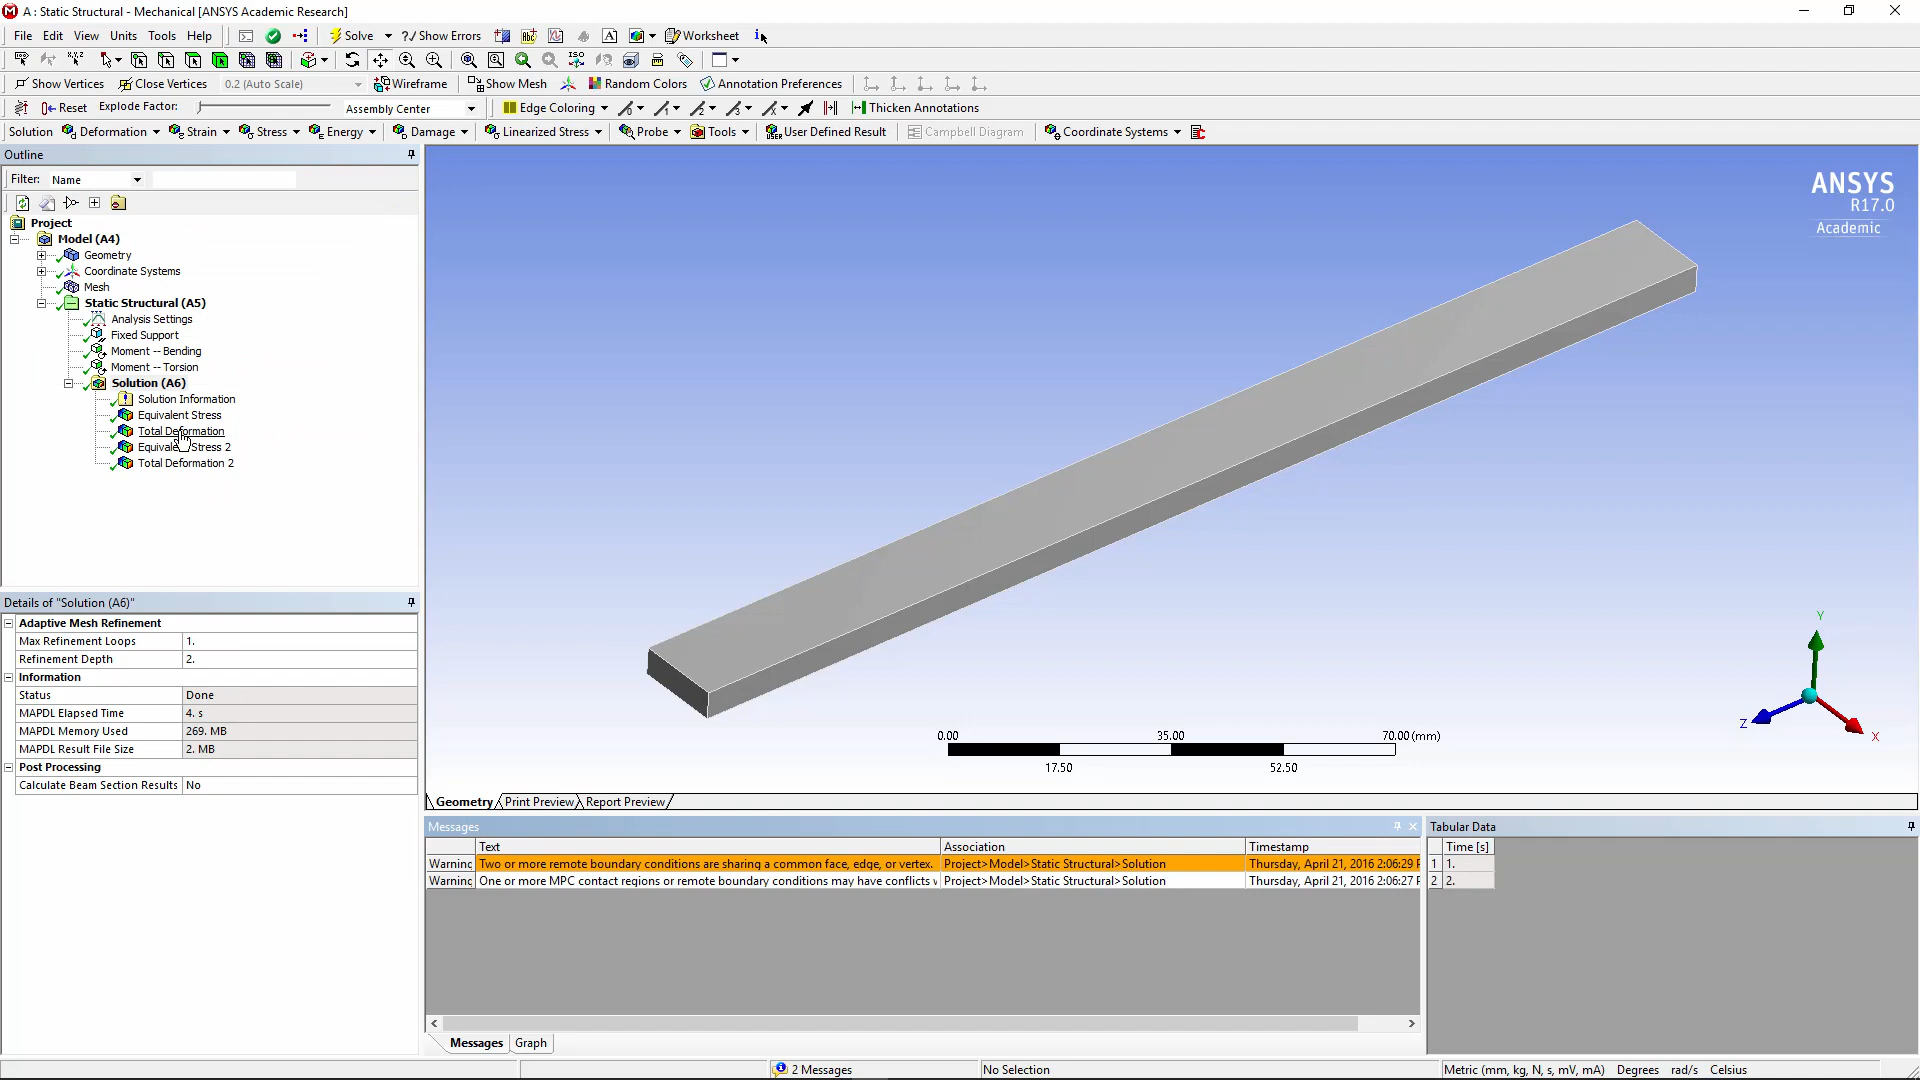 A : Static Structural - Mechanical [ANSYS Academic Research]
File Edit View Units Tools Help Solve ?/ Show Errors Worksheet
Show Vertices Close Vertices 0.2 (Auto Scale) Wireframe Show Mesh Random Colors Annotation Preferences
Reset Explode Factor: Assembly Center Edge Coloring Thicken Annotations
Solution Deformation Strain Stress Energy Damage Linearized Stress Probe Tools User Defined Result Campbell Diagram Coordinate Systems
Outline
Filter: Name
Project
Model (A4)
Geometry
Coordinate Systems
Mesh
Static Structural (A5)
Analysis Settings
Fixed Support
Moment -- Bending
Moment -- Torsion
Solution (A6)
Solution Information
Equivalent Stress
Total Deformation
Equivalent Stress 2
Total Deformation 2
Details of "Solution (A6)"
Adaptive Mesh Refinement
Max Refinement Loops 1.
Refinement Depth 2.
Information
Status Done
MAPDL Elapsed Time 4. s
MAPDL Memory Used 269. MB
MAPDL Result File Size 2. MB
Post Processing
Calculate Beam Section Results No
ANSYS
R17.0
Academic
Y
Z
X
0.00 35.00 70.00 (mm)
17.50 52.50
Geometry Print Preview Report Preview
Messages
Text Association Timestamp
Warning Two or more remote boundary conditions are sharing a common face, edge, or vertex. Project>Model>Static Structural>Solution Thursday, April 21, 2016 2:06:29
Warning One or more MPC contact regions or remote boundary conditions may have conflicts Project>Model>Static Structural>Solution Thursday, April 21, 2016 2:06:27
Messages Graph
Tabular Data
Time [s]
1 1.
2 2.
2 Messages No Selection Metric (mm, kg, N, s, mV, mA) Degrees rad/s Celsius